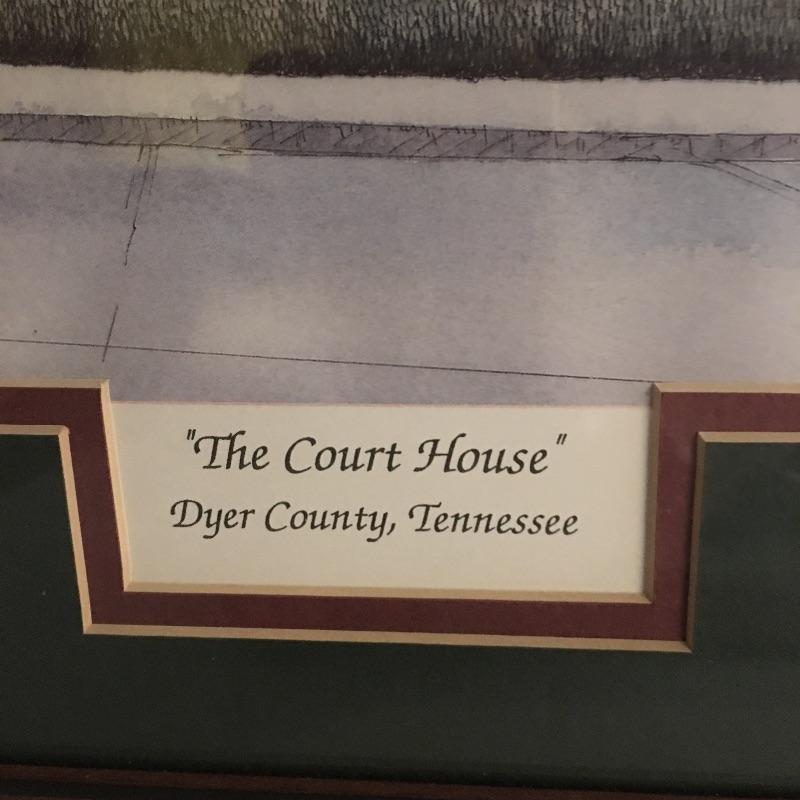 "The Court House"
Dyer County, Tennessee